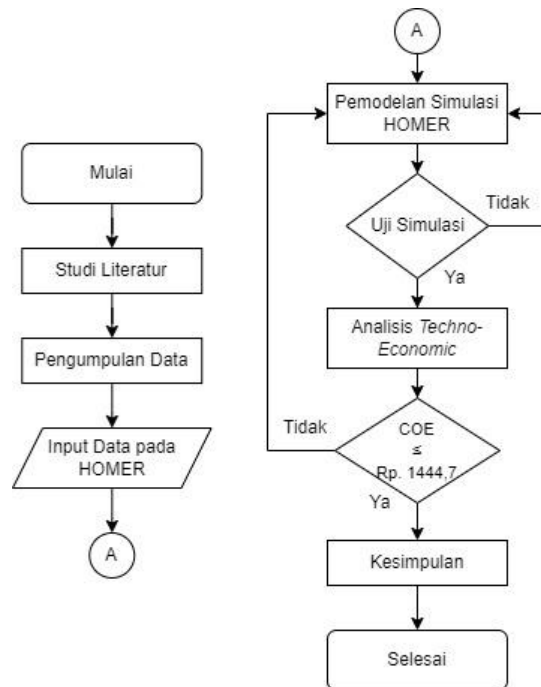 Mulai
Studi Literatur
Pengumpulan Data
Input Data pada
HOMER
A
A
Pemodelan Simulasi
HOMER
Uji Simulasi
Tidak
Ya
Analisis Techno-
Economic
Tidak
COE
≤
Rp. 1444,7
Ya
Kesimpulan
Selesai